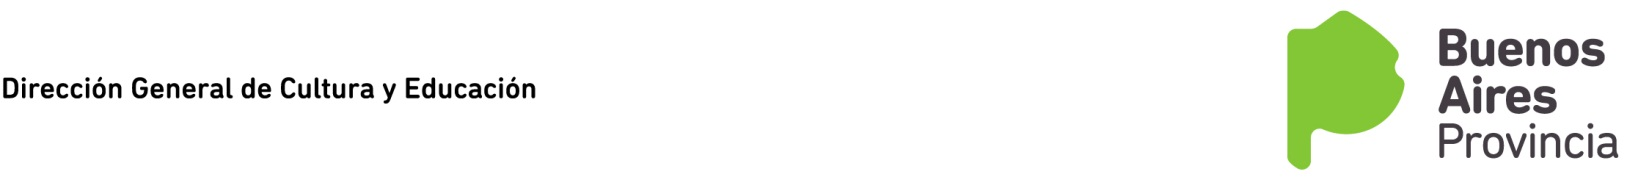 Dirección General de Cultura y Educación
Buenos
Aires
Provincia